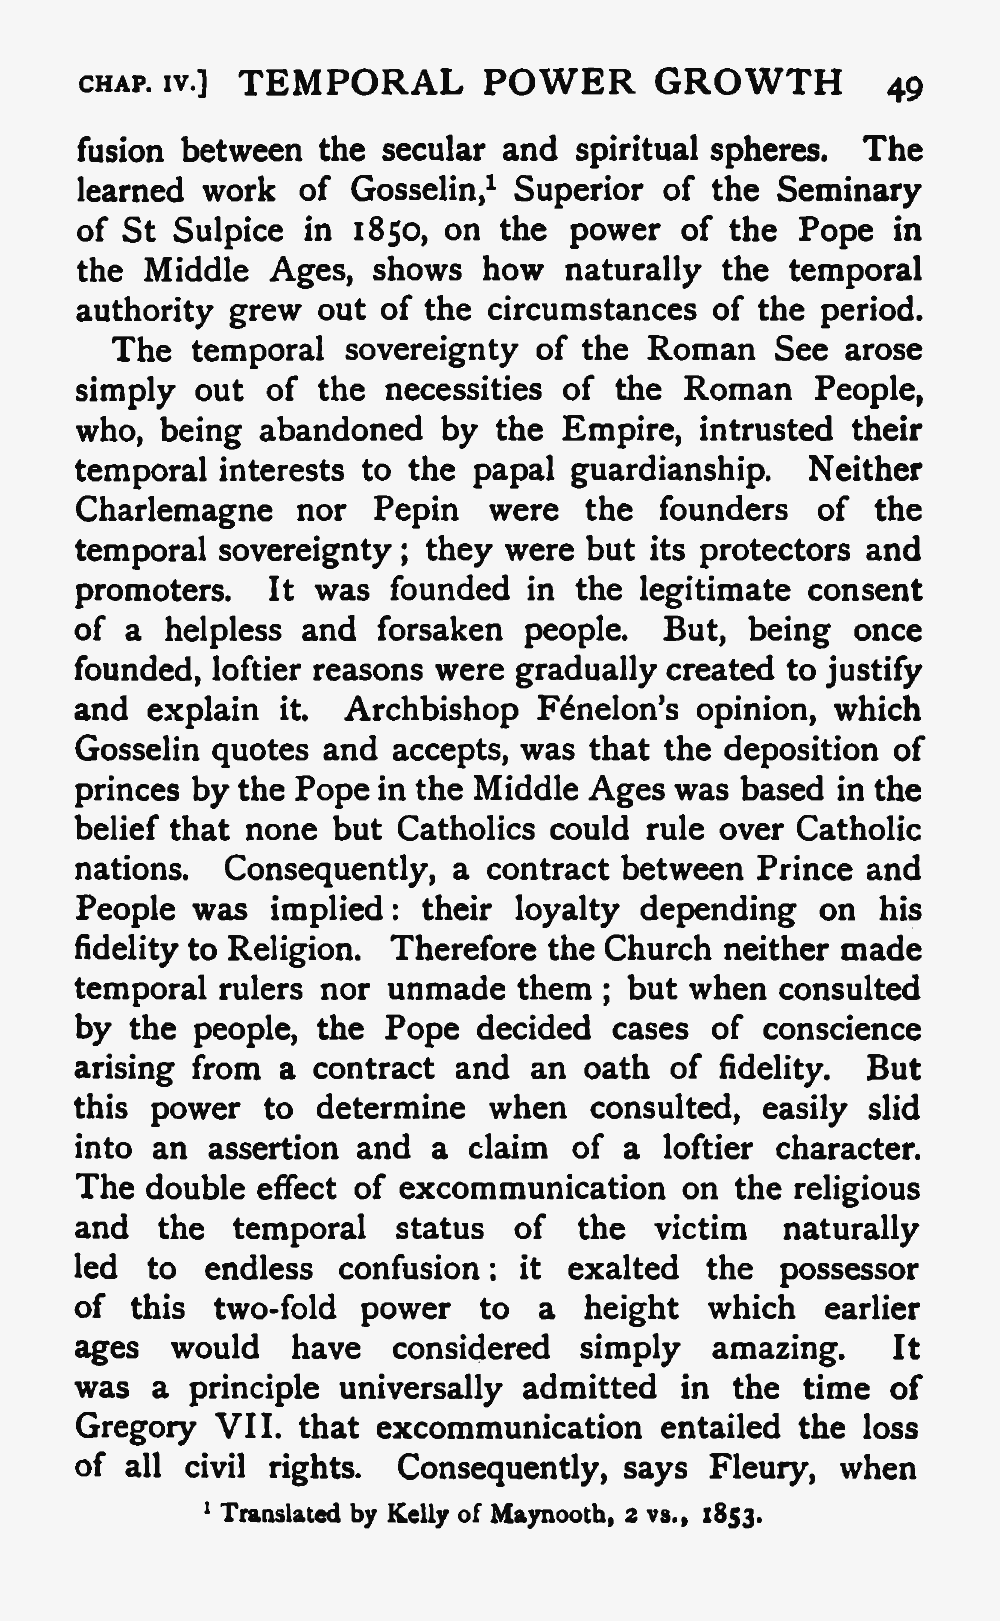 CHAP. IV.] TEMPORAL POWER GROWTH 49
fusion between the secular and spiritual spheres. The
learned work of Gosselin,¹ Superior of the Seminary
of St Sulpice in 1850, on the power of the Pope in
the Middle Ages, shows how naturally the temporal
authority grew out of the circumstances of the period.
The temporal sovereignty of the Roman See arose
simply out of the necessities of the Roman People,
who, being abandoned by the Empire, intrusted their
temporal interests to the papal guardianship. Neither
Charlemagne nor Pepin were the founders of the
temporal sovereignty; they were but its protectors and
promoters. It was founded in the legitimate consent
of a helpless and forsaken people. But, being once
founded, loftier reasons were gradually created to justify
and explain it. Archbishop Fénelon's opinion, which
Gosselin quotes and accepts, was that the deposition of
princes by the Pope in the Middle Ages was based in the
belief that none but Catholics could rule over Catholic
nations. Consequently, a contract between Prince and
People was implied: their loyalty depending on his
fidelity to Religion. Therefore the Church neither made
temporal rulers nor unmade them; but when consulted
by the people, the Pope decided cases of conscience
arising from a contract and an oath of fidelity. But
this power to determine when consulted, easily slid
into an assertion and a claim of a loftier character.
The double effect of excommunication on the religious
and the temporal status of the victim naturally
led to endless confusion: it exalted the possessor
of this two-fold power to a height which earlier
ages would have considered simply amazing. It
was a principle universally admitted in the time of
Gregory VII. that excommunication entailed the loss
of all civil rights. Consequently, says Fleury, when
¹ Translated by Kelly of Maynooth, 2 vs., 1853.